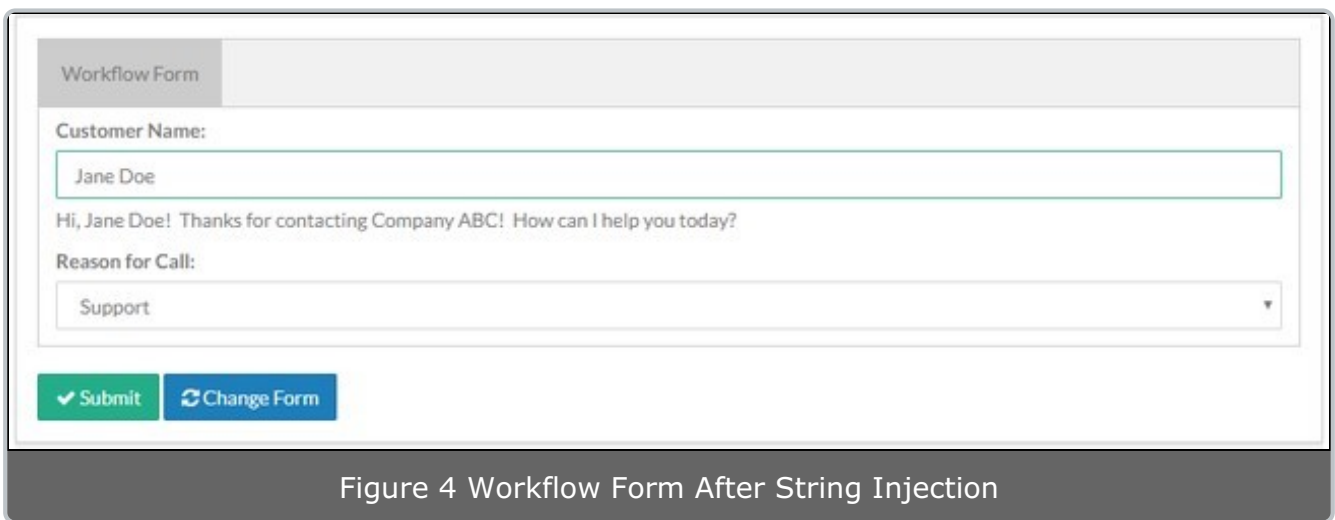 Workflow Form
Customer Name:
Jane Doe
Hi, Jane Doe!  Thanks for contacting Company ABC!  How can I help you today?
Reason for Call:
Support
Submit Change Form
Figure 4 Workflow Form After String Injection